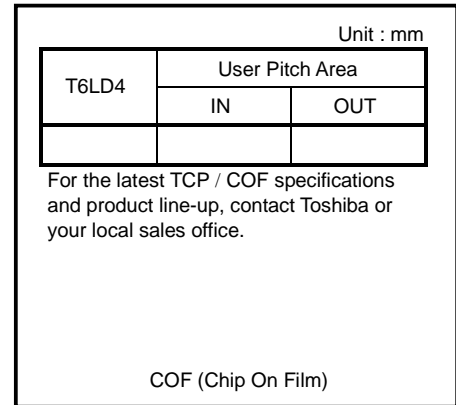 Unit : mm
T6LD4
User Pitch Area
IN OUT
For the latest TCP / COF specifications
and product line-up, contact Toshiba or
your local sales office.
COF (Chip On Film)